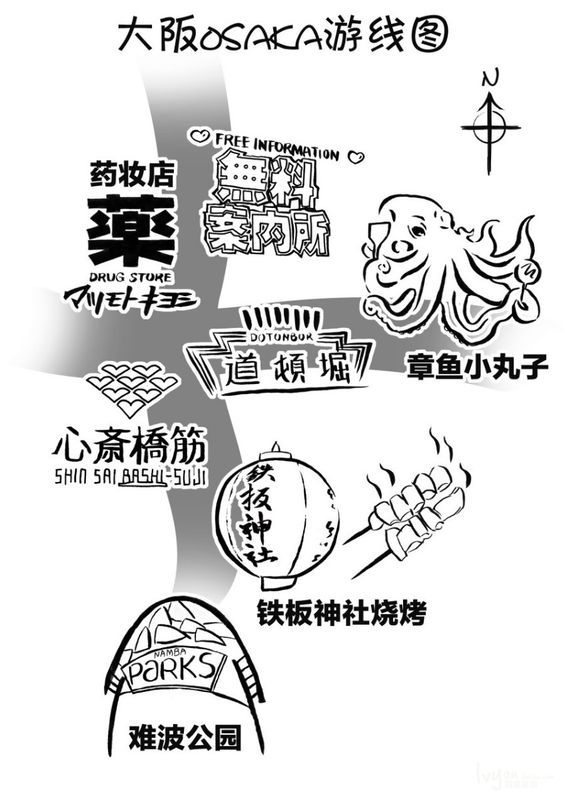 大阪OSAKA游线图
N
FREE INFORMATION
無料
案内所
药妆店
薬
DRUG STORE
マツモトキヨシ
DOTONBOR
道頓堀
章鱼小丸子
心斎橋筋
SHIN SAI BASHI-SUJI
铁板神社
铁板神社烧烤
NAMBA
PARKS
难波公园